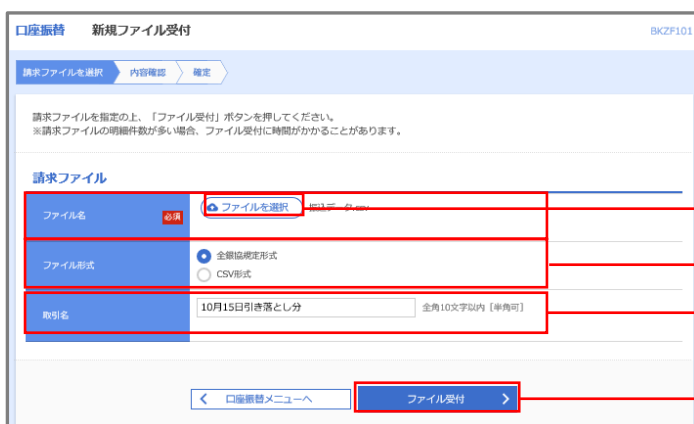 口座振替 新規ファイル受付 BKZF101
請求ファイルを選択 内容確認 確定
請求ファイルを指定の上、「ファイル受付」ボタンを押してください。
※請求ファイルの明細件数が多い場合、ファイル受付に時間がかかることがあります。
請求ファイル
ファイル名 必須 ファイルを選択 振込データ.csv
ファイル形式
全銀協規定形式
CSV形式
取引名 10月15日引き落とし分 全角10文字以内 [半角可]
口座振替メニューへ ファイル受付